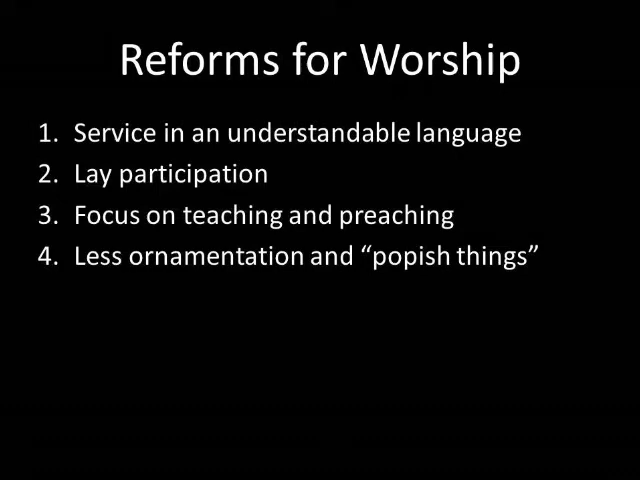 Reforms for Worship
1. Service in an understandable language
2. Lay participation
3. Focus on teaching and preaching
4. Less ornamentation and “popish things”